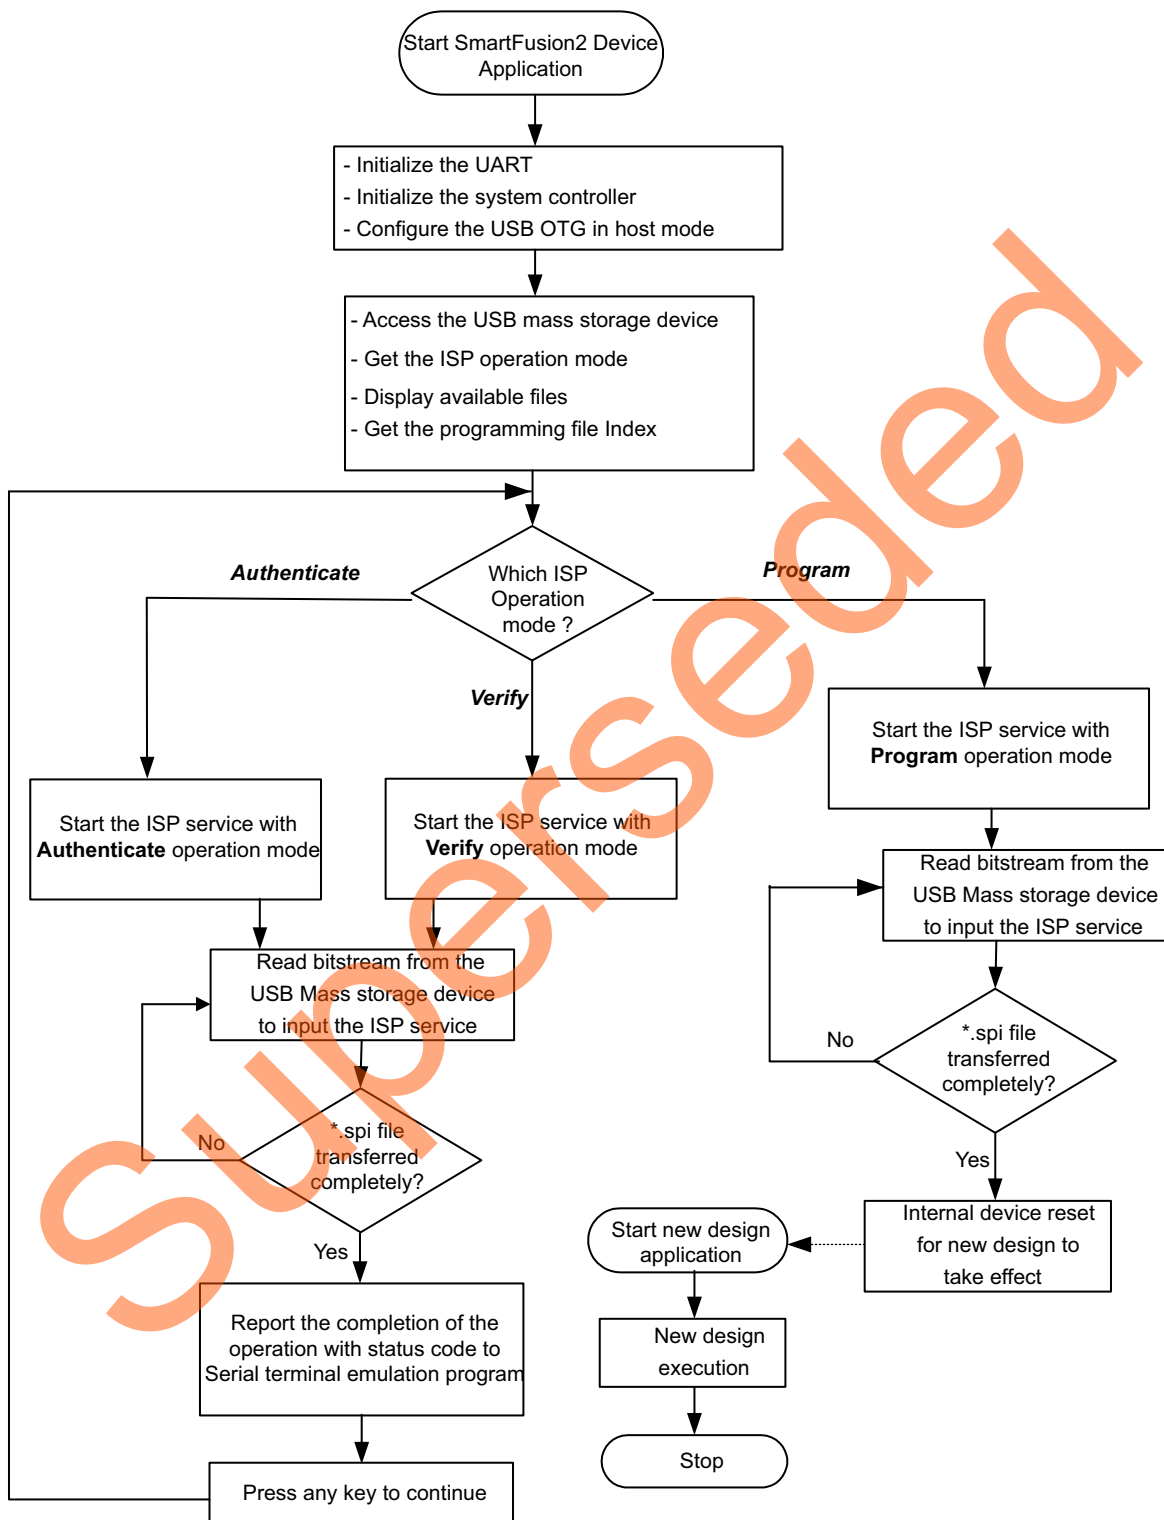 Start SmartFusion2 Device
Application
- Initialize the UART
- Initialize the system controller
- Configure the USB OTG in host mode
- Access the USB mass storage device
- Get the ISP operation mode
- Display available files
- Get the programming file Index
Which ISP
Operation
mode ?
Authenticate
Verify
Program
Start the ISP service with
Authenticate operation mode
Start the ISP service with
Verify operation mode
Start the ISP service with
Program operation mode
Read bitstream from the
USB Mass storage device
to input the ISP service
*.spi file
transferred
completely?
No
Yes
Report the completion of the
operation with status code to
Serial terminal emulation program
Press any key to continue
Read bitstream from the
USB Mass storage device
to input the ISP service
*.spi file
transferred
completely?
No
Yes
Internal device reset
for new design to
take effect
Start new design
application
New design
execution
Stop
Superseded